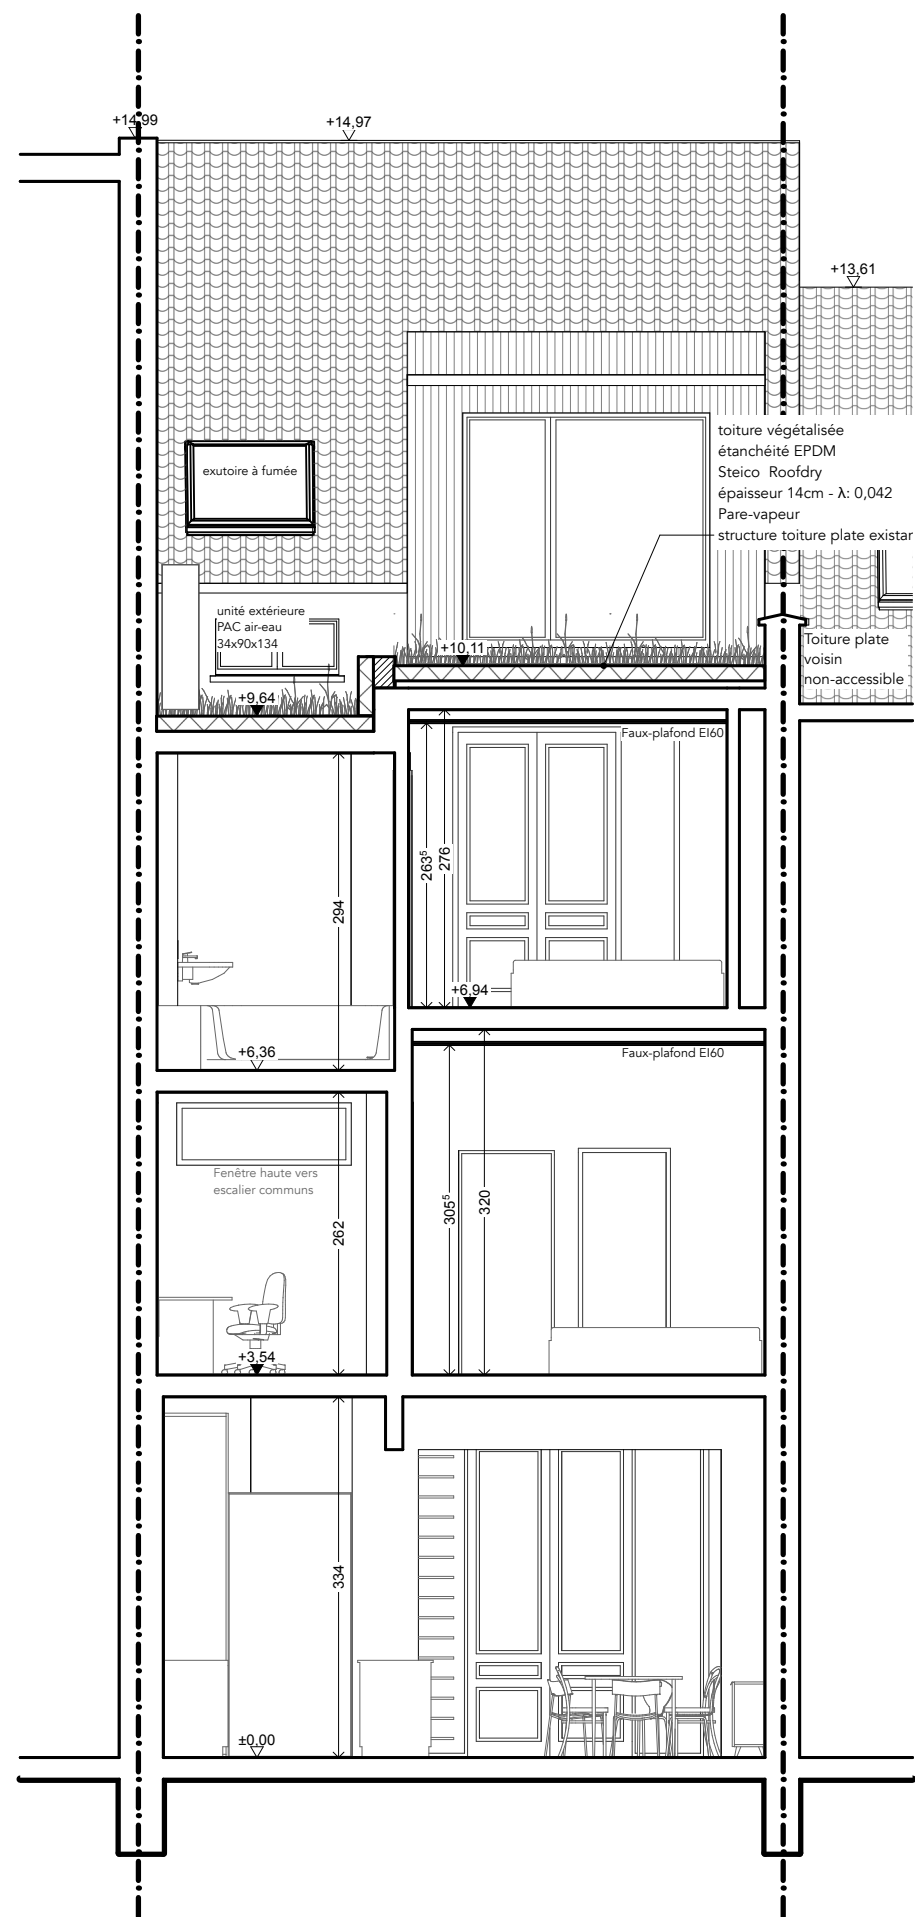 +14,99
+14,97
+13,61
toiture végétalisée
étanchéité EPDM
Steico Roofdry
épaisseur 14cm - λ: 0,042
Pare-vapeur
structure toiture plate existan
exutoire à fumée
unité extérieure
PAC air-eau
34x90x134
+10,11
Toiture plate
voisin
non-accessible
+9,64
Faux-plafond EI60
263⁵
276
294
+6,94
+6,36
Faux-plafond EI60
Fenêtre haute vers
escalier communs
262
305⁵
320
+3,54
334
±0,00